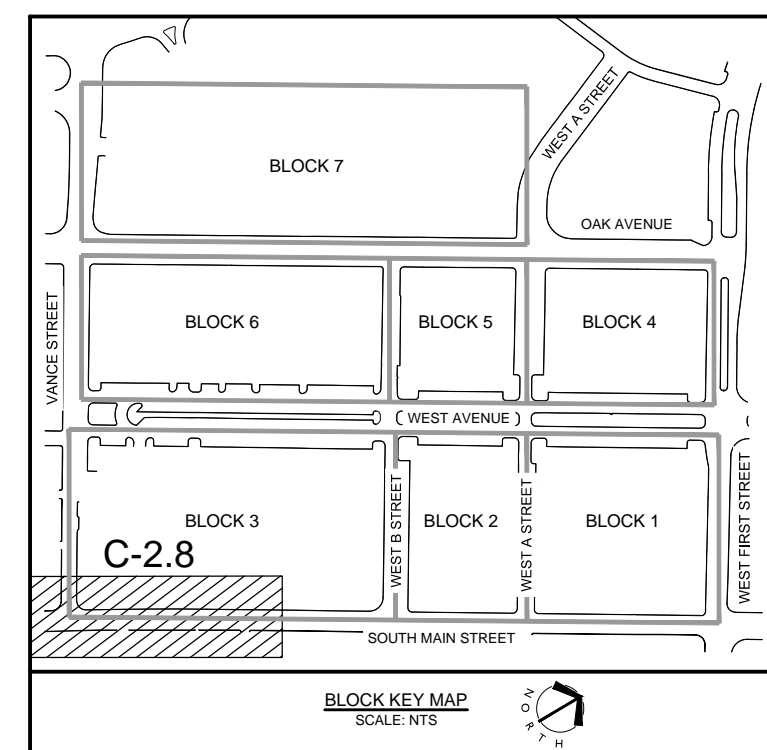 WEST A STREET
BLOCK 7
OAK AVENUE
VANCE STREET
BLOCK 6
BLOCK 5
BLOCK 4
WEST AVENUE
BLOCK 3
WEST B STREET
BLOCK 2
WEST A STREET
BLOCK 1
WEST FIRST STREET
C-2.8
SOUTH MAIN STREET
BLOCK KEY MAP
SCALE: NTS
NORTH